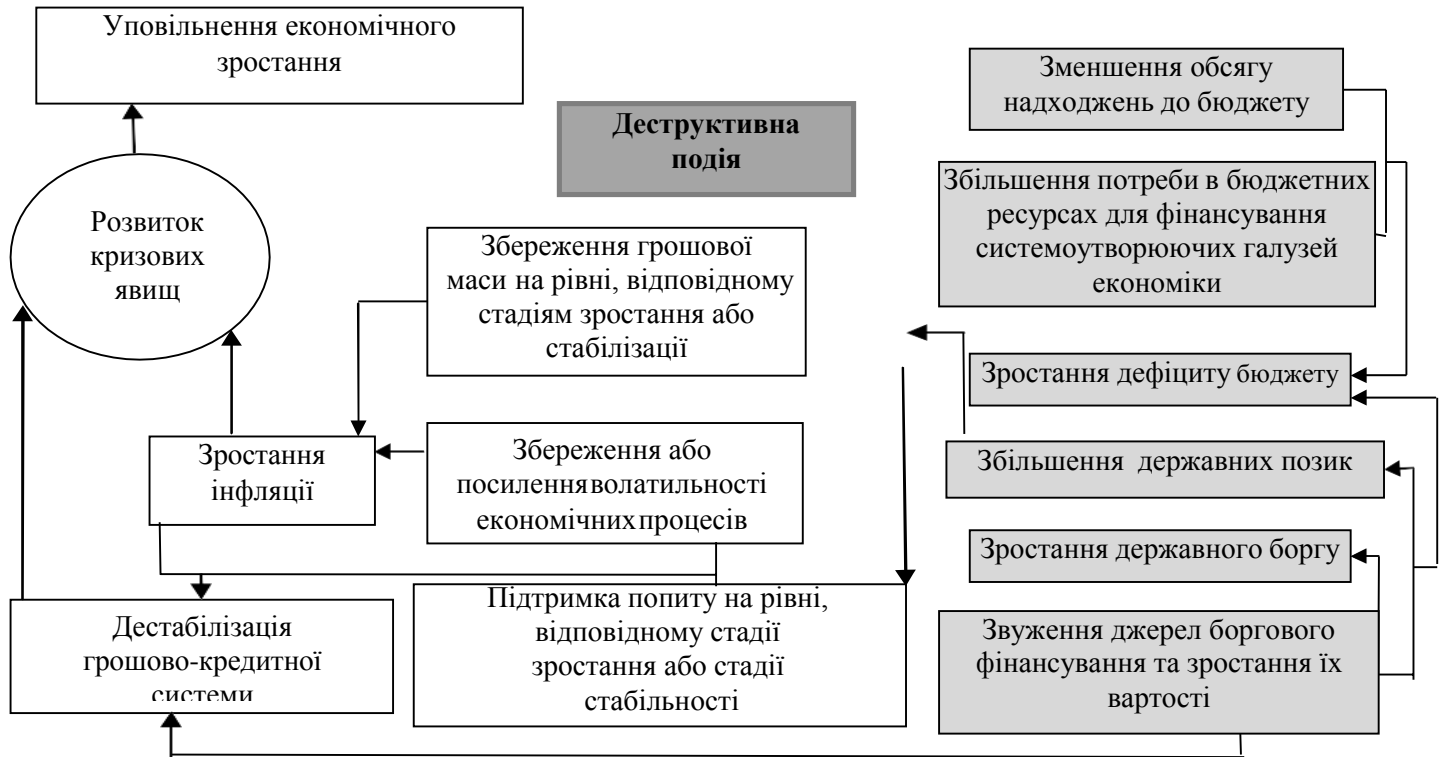 Уповільнення економічного
зростання
Деструктивна
подія
Зменшення обсягу
надходжень до бюджету
Збільшення потреби в бюджетних
ресурсах для фінансування
системоутворюючих галузей
економіки
Розвиток
кризових
явищ
Збереження грошової
маси на рівні, відповідному
стадіям зростання або
стабілізації
Зростання дефіциту бюджету
Зростання
інфляції
Збереження або
посилення волатильності
економічних процесів
Збільшення державних позик
Зростання державного боргу
Дестабілізація
грошово-кредитної
системи
Підтримка попиту на рівні,
відповідному стадії
зростання або стадії
стабільності
Звуження джерел боргового
фінансування та зростання їх
вартості